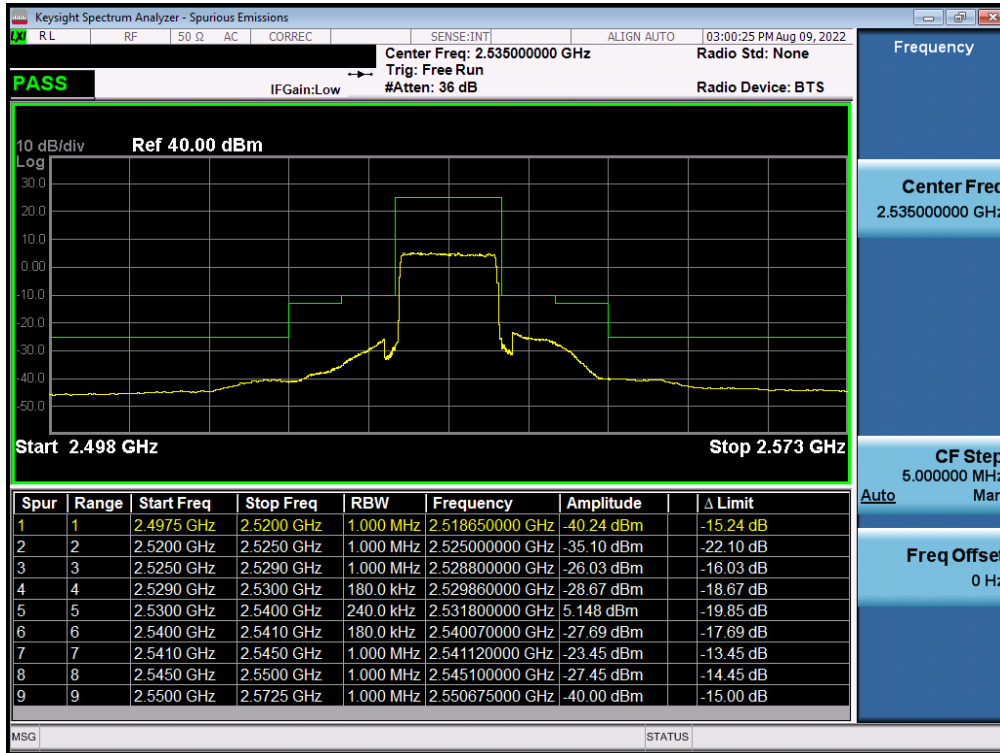 Keysight Spectrum Analyzer - Spurious Emissions
LXI RL RF 50 Ω AC CORREC SENSE:INT ALIGN AUTO 03:00:25 PM Aug 09, 2022
Frequency
Center Freq: 2.535000000 GHz Radio Std: None
Trig: Free Run
PASS IFGain:Low #Atten: 36 dB Radio Device: BTS
10 dB/div Ref 40.00 dBm
Log
30.0
20.0
10.0
0.00
-10.0
-20.0
-30.0
-40.0
-50.0
Start 2.498 GHz Stop 2.573 GHz
Spur Range Start Freq Stop Freq RBW Frequency Amplitude Δ Limit
1 1 2.4975 GHz 2.5200 GHz 1.000 MHz 2.518650000 GHz -40.24 dBm -15.24 dB
2 2 2.5200 GHz 2.5250 GHz 1.000 MHz 2.525000000 GHz -35.10 dBm -22.10 dB
3 3 2.5250 GHz 2.5290 GHz 1.000 MHz 2.528800000 GHz -26.03 dBm -16.03 dB
4 4 2.5290 GHz 2.5300 GHz 180.0 kHz 2.529860000 GHz -28.67 dBm -18.67 dB
5 5 2.5300 GHz 2.5400 GHz 240.0 kHz 2.531800000 GHz 5.148 dBm -19.85 dB
6 6 2.5400 GHz 2.5410 GHz 180.0 kHz 2.540070000 GHz -27.69 dBm -17.69 dB
7 7 2.5410 GHz 2.5450 GHz 1.000 MHz 2.541120000 GHz -23.45 dBm -13.45 dB
8 8 2.5450 GHz 2.5500 GHz 1.000 MHz 2.545100000 GHz -27.45 dBm -14.45 dB
9 9 2.5500 GHz 2.5725 GHz 1.000 MHz 2.550675000 GHz -40.00 dBm -15.00 dB
Center Freq
2.535000000 GHz
CF Step
5.000000 MHz
Auto Man
Freq Offset
0 Hz
MSG STATUS